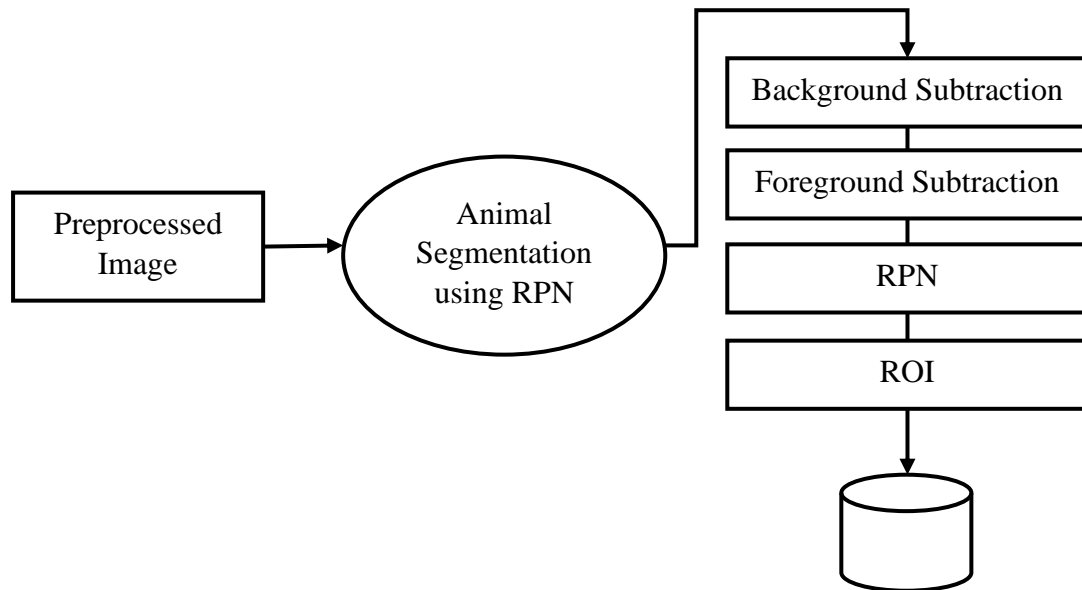 Preprocessed
Image
Animal
Segmentation
using RPN
Background Subtraction
Foreground Subtraction
RPN
ROI